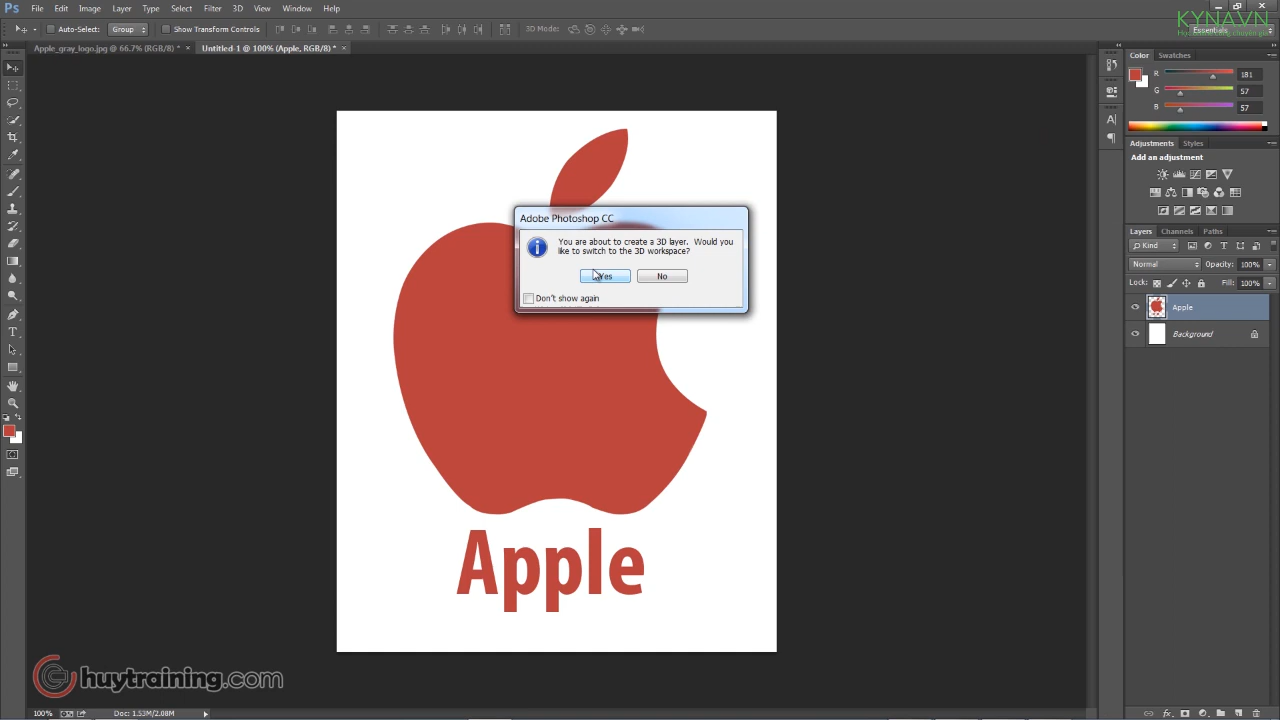 Ps File Edit Image Layer Type Select Filter 3D View Window Help
KYNAVN
Auto-Select: Group Show Transform Controls 3D Mode: Essentials
Apple_gray_logo.jpg @ 66.7% (RGB/8) * × Untitled-1 @ 100% (Apple, RGB/8) * ×
Color Swatches
R 181
G 57
B 57
Adjustments Styles
Add an adjustment
Layers Channels Paths
Kind
Normal Opacity: 100%
Lock: Fill: 100%
Apple
Background
Adobe Photoshop CC
You are about to create a 3D layer. Would you
like to switch to the 3D workspace?
Yes No
Don't show again
Apple
huytraining.com
100% Doc: 1.53M/2.08M